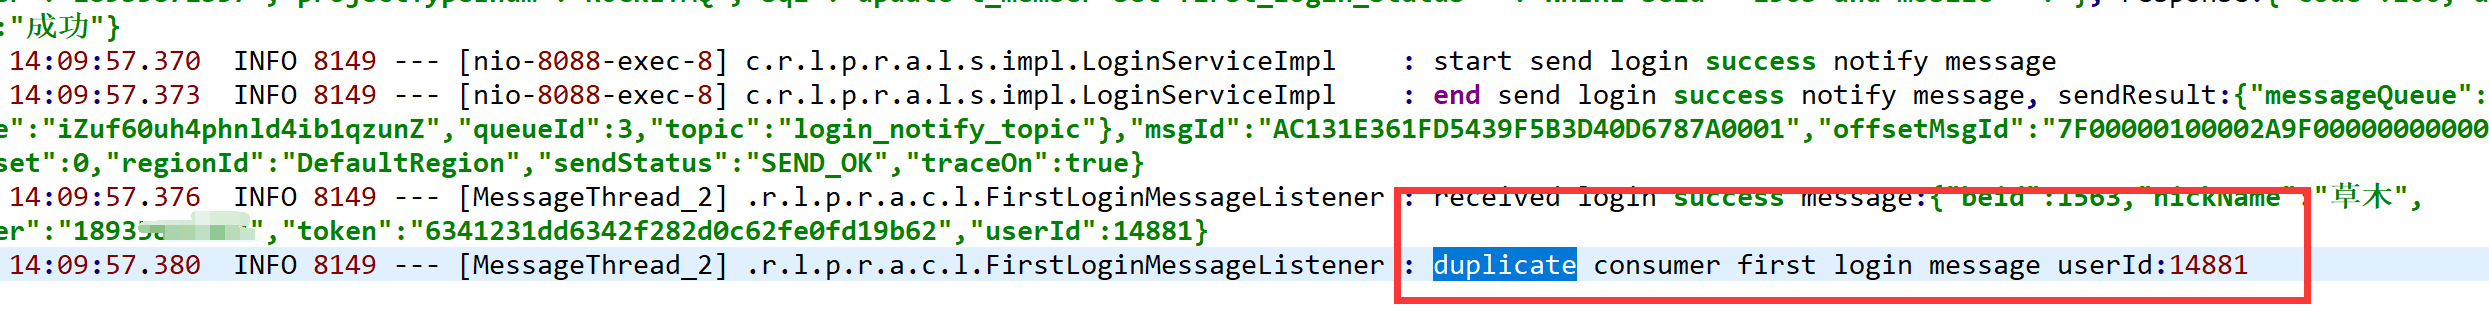 :"成功"}
14:09:57.370  INFO 8149 --- [nio-8088-exec-8] c.r.l.p.r.a.l.s.impl.LoginServiceImpl    : start send login success notify message
14:09:57.373  INFO 8149 --- [nio-8088-exec-8] c.r.l.p.r.a.l.s.impl.LoginServiceImpl    : end send login success notify message, sendResult:{"messageQueue":
e":"iZuf60uh4phnld4ib1qzunZ","queueId":3,"topic":"login_notify_topic"},"msgId":"AC131E361FD5439F5B3D40D6787A0001","offsetMsgId":"7F00000100002A9F00000000000
set":0,"regionId":"DefaultRegion","sendStatus":"SEND_OK","traceOn":true}
14:09:57.376  INFO 8149 --- [MessageThread_2] .r.l.p.r.a.c.l.FirstLoginMessageListener : received login success message:{"beid":1563,"nickName":"草木",
er":"18935","token":"6341231dd6342f282d0c62fe0fd19b62","userId":14881}
14:09:57.380  INFO 8149 --- [MessageThread_2] .r.l.p.r.a.c.l.FirstLoginMessageListener : duplicate consumer first login message userId:14881